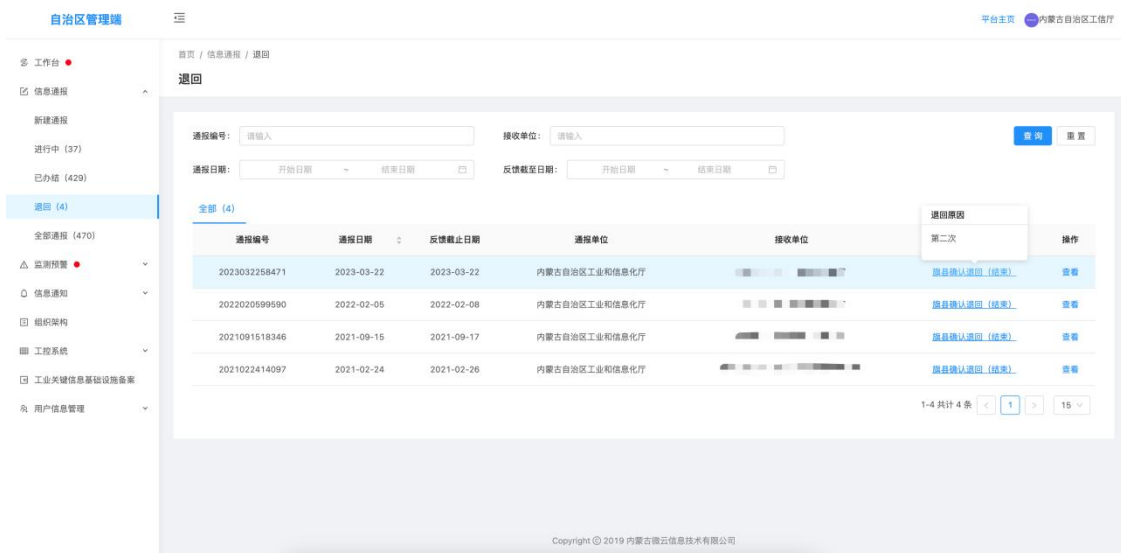 自治区管理端
平台主页 内蒙古自治区工信厅
工作台
信息通报
新建通报
进行中 (37)
已办结 (429)
退回 (4)
全部通报 (470)
监测预警
信息通知
组织架构
工控系统
工业关键信息基础设施备案
用户信息管理
首页 / 信息通报 / 退回
退回
通报编号: 请输入 接收单位: 请输入 查询 重置
通报日期: 开始日期 ~ 结束日期 反馈截至日期: 开始日期 ~ 结束日期
全部 (4)
退回原因
第二次
通报编号 通报日期 反馈截止日期 通报单位 接收单位 操作
2023032258471 2023-03-22 2023-03-22 内蒙古自治区工业和信息化厅 旗县确认退回（结束） 查看
2022020599590 2022-02-05 2022-02-08 内蒙古自治区工业和信息化厅 旗县确认退回（结束） 查看
2021091518346 2021-09-15 2021-09-17 内蒙古自治区工业和信息化厅 旗县确认退回（结束） 查看
2021022414097 2021-02-24 2021-02-26 内蒙古自治区工业和信息化厅 旗县确认退回（结束） 查看
1-4 共计 4 条 < 1 > 15
Copyright © 2019 内蒙古微云信息技术有限公司